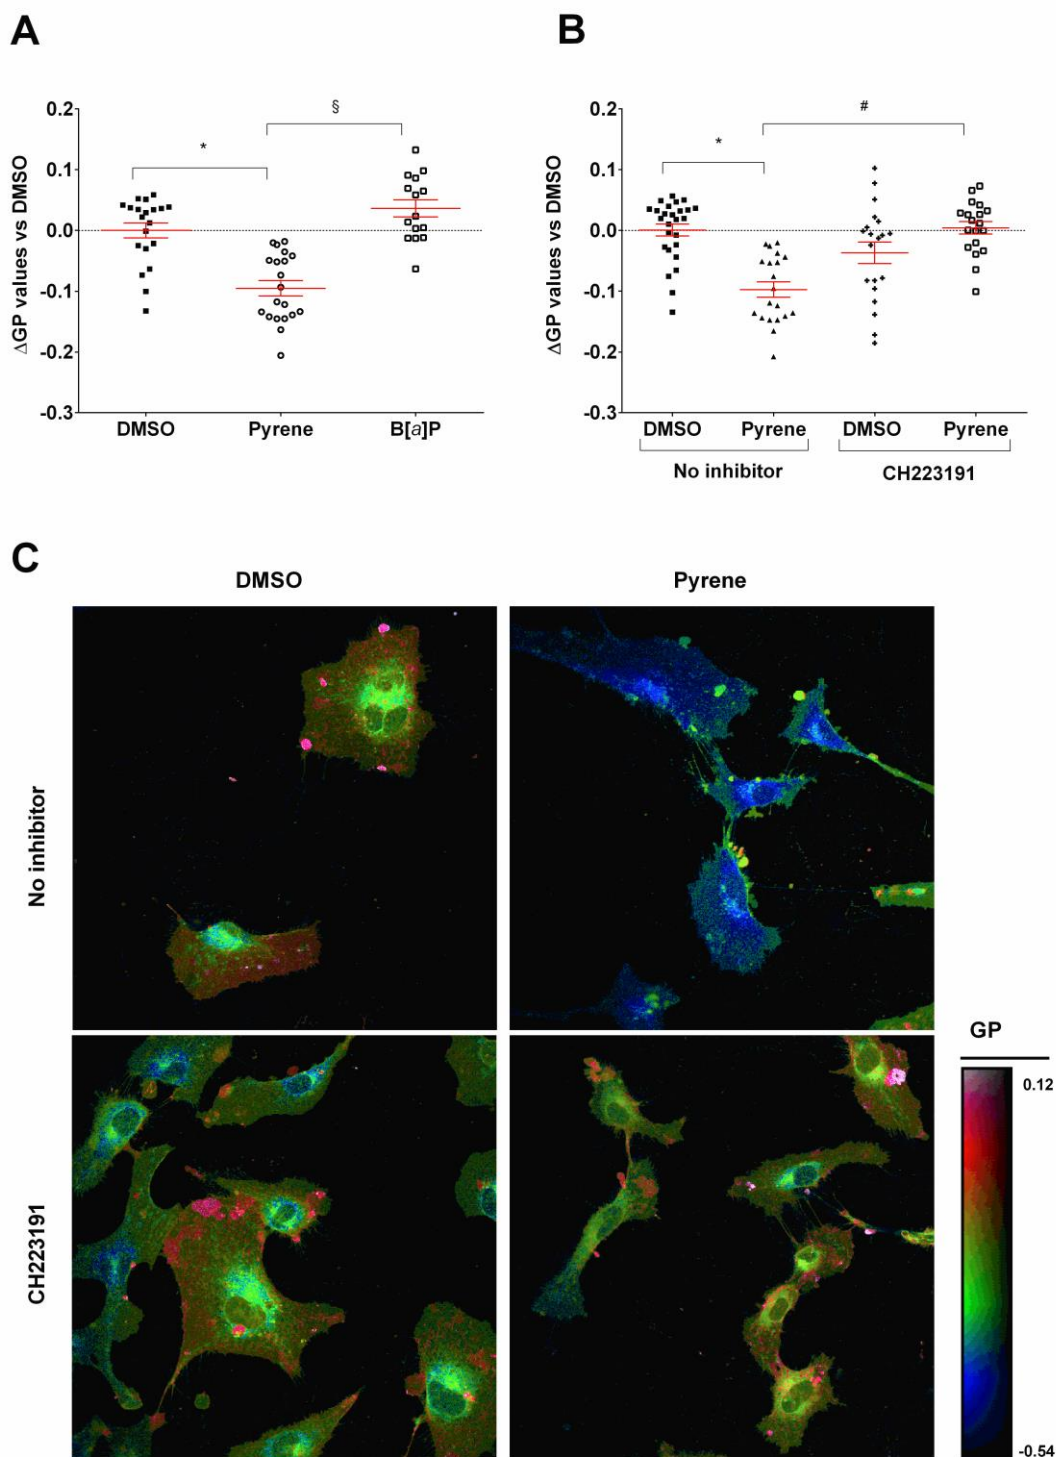 A
ΔGP values vs DMSO
0.2
0.1
0.0
-0.1
-0.2
-0.3
*
§
DMSO Pyrene B[a]P
B
ΔGP values vs DMSO
0.2
0.1
0.0
-0.1
-0.2
-0.3
*
#
DMSO Pyrene DMSO Pyrene
No inhibitor CH223191
C
DMSO Pyrene
No inhibitor
CH223191
GP
0.12
-0.54